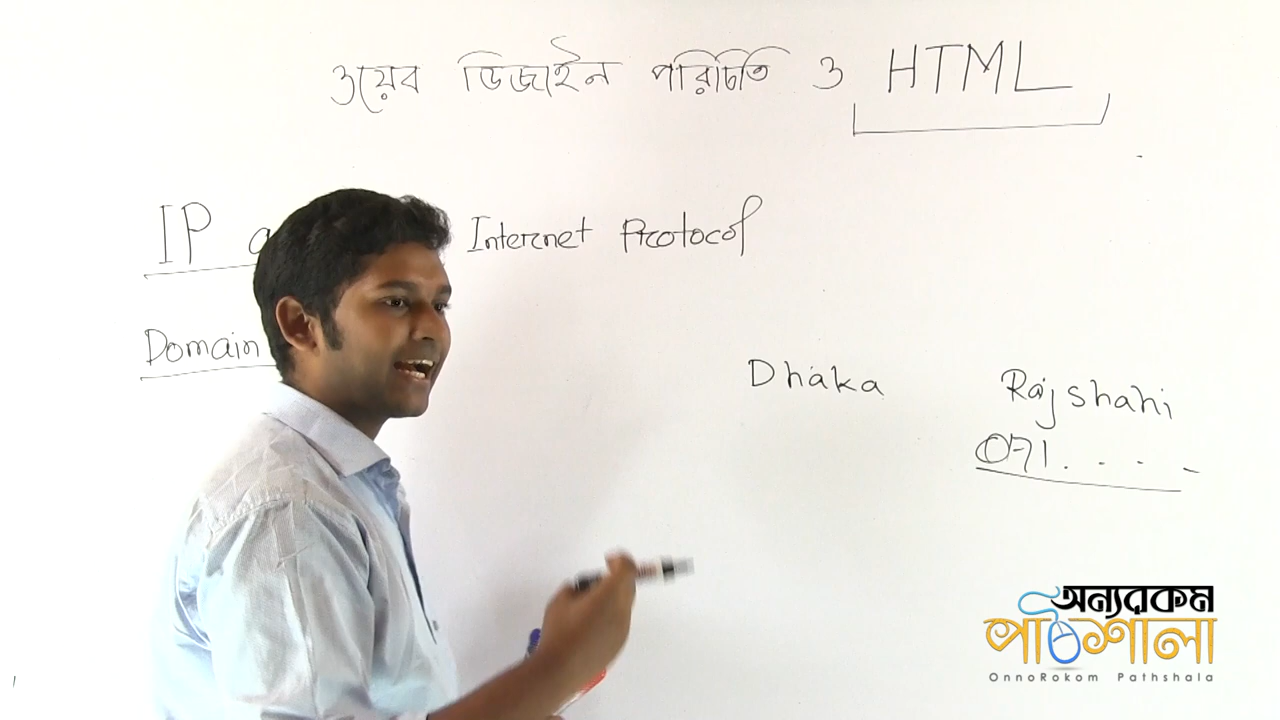 ওয়েব ডিজাইন পরিচিতি ও HTML
IP Internet Protocol
Domain
Dhaka Rajshahi
071. . . . -
অন্যরকম
পাঠশালা
OnnoRokom Pathshala